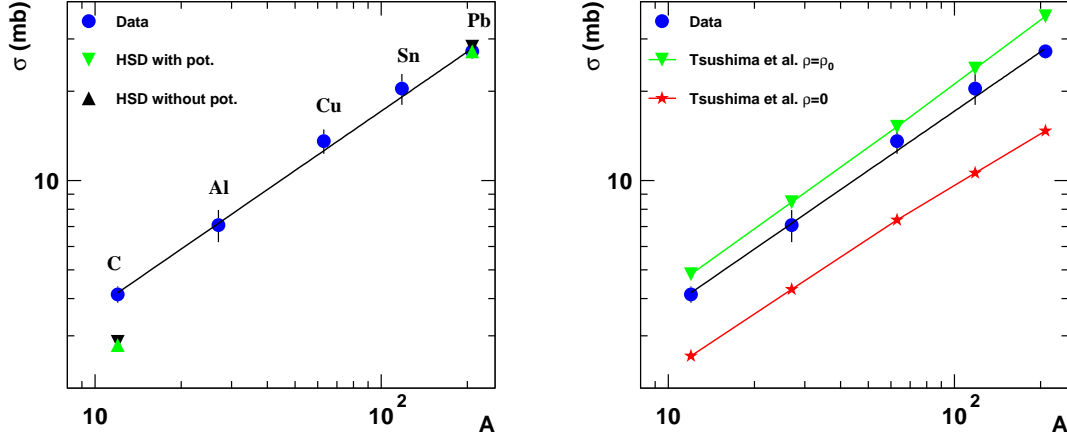 σ (mb)
Data
HSD with pot.
HSD without pot.
Pb
Sn
Cu
Al
C
10
10
10²
A
σ (mb)
Data
Tsushima et al. ρ=ρ₀
Tsushima et al. ρ=0
10
10
10²
A